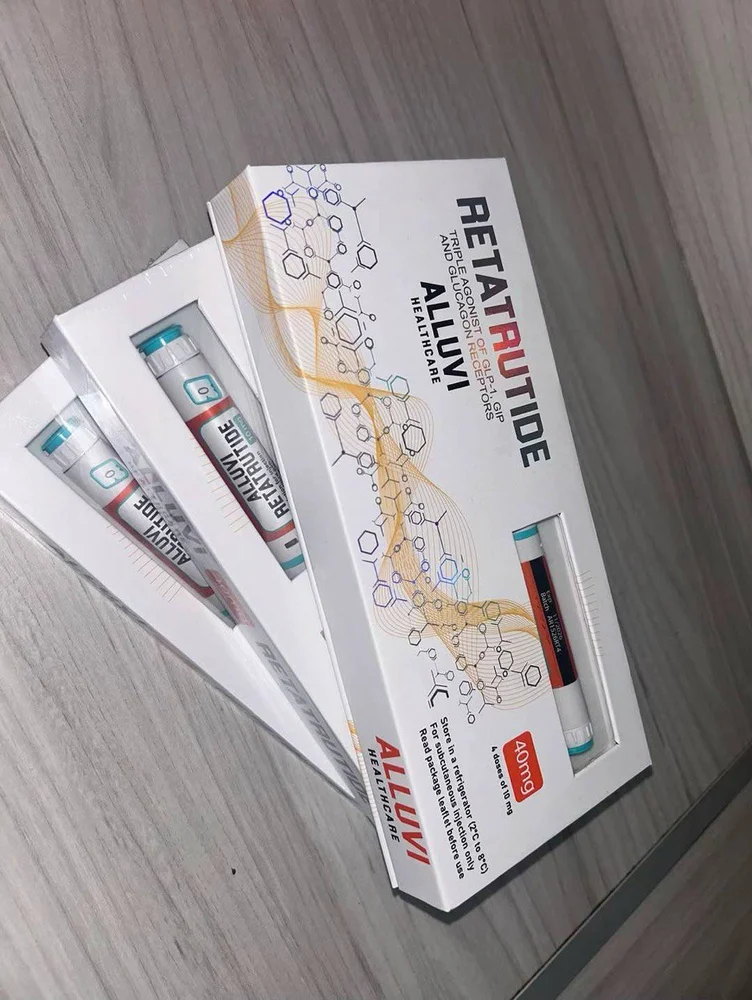 RETATRUTIDE
TRIPLE AGONIST OF GLP-1, GIP
AND GLUCAGON RECEPTORS
ALLUVI
HEALTHCARE
40mg
4 doses of 10 mg
Store in a refrigerator (2°C to 8°C)
For subcutaneous injection only
Read package leaflet before use
ALLUVI
HEALTHCARE
ALLUVI
RETATRUTIDE
ALLUVI
RETATRUTIDE